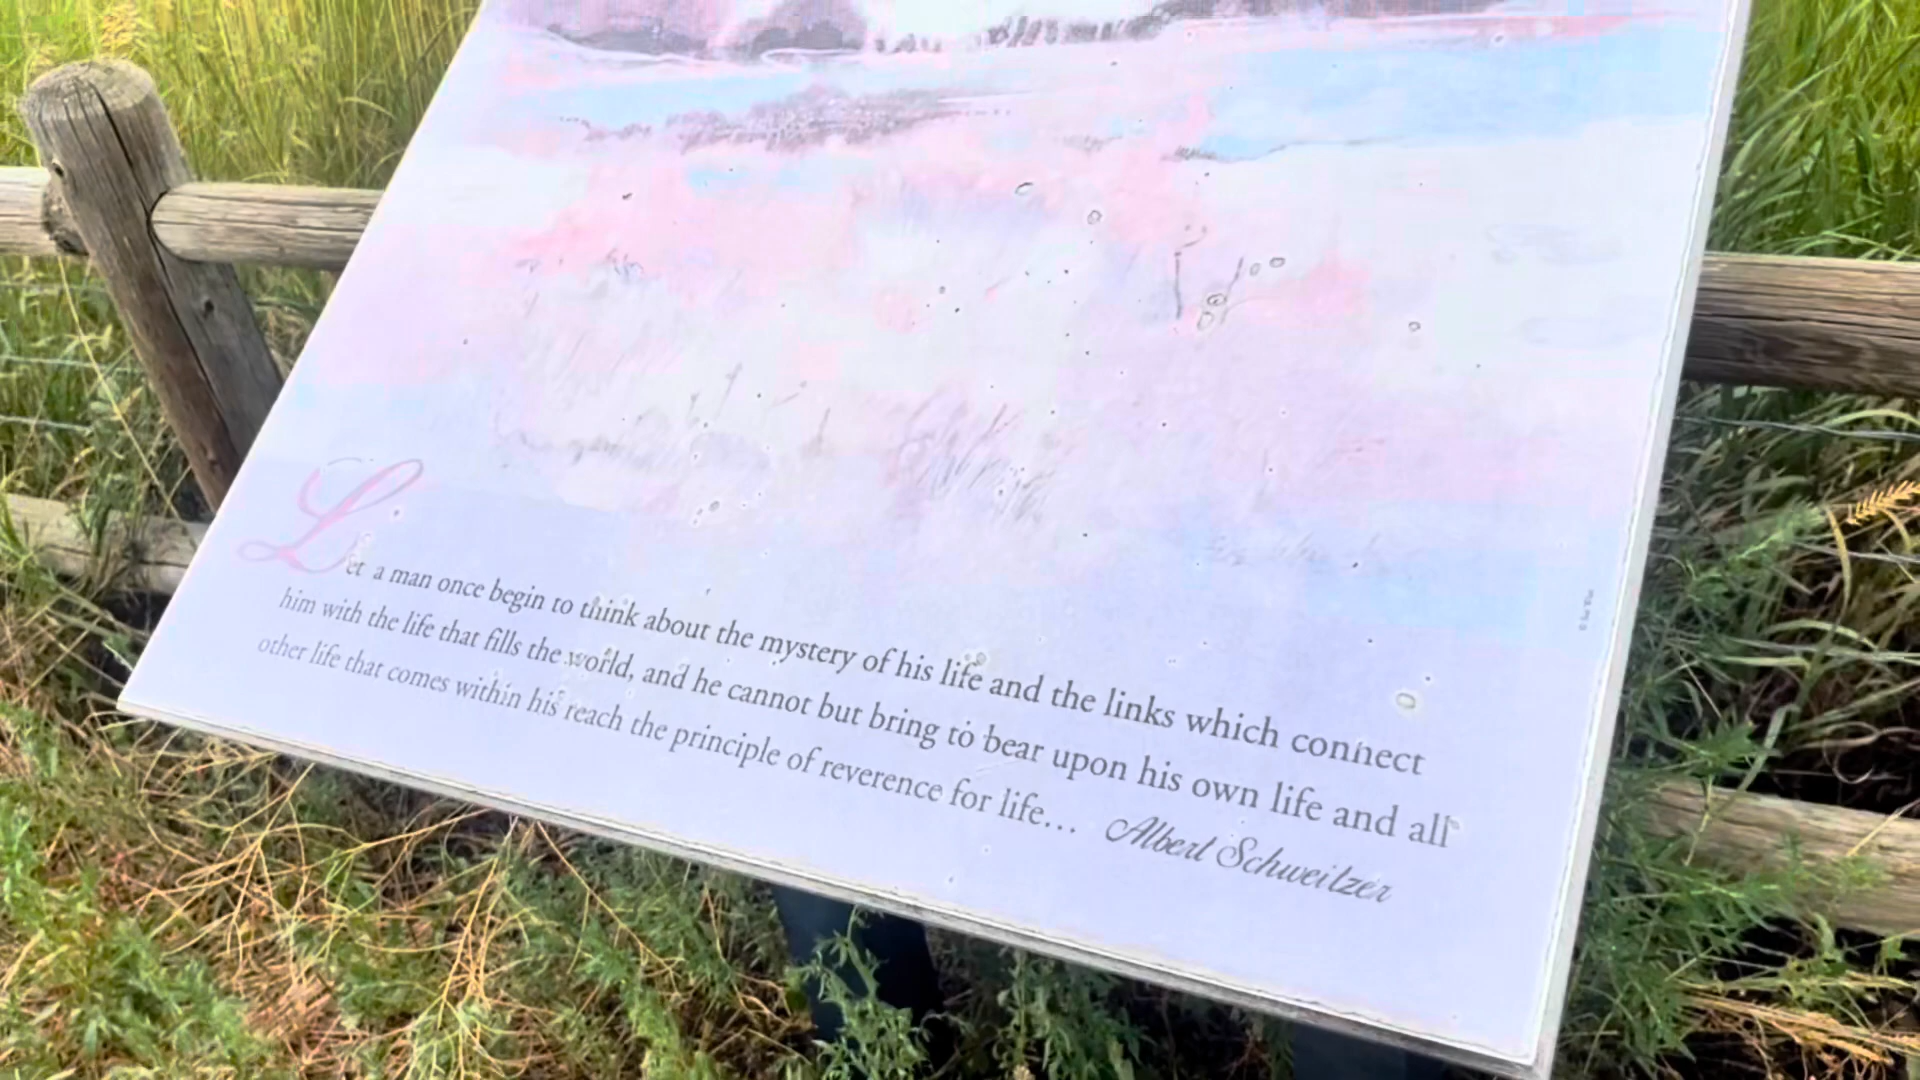 Let a man once begin to think about the mystery of his life and the links which connect
him with the life that fills the world, and he cannot but bring to bear upon his own life and all
other life that comes within his reach the principle of reverence for life... Albert Schweitzer